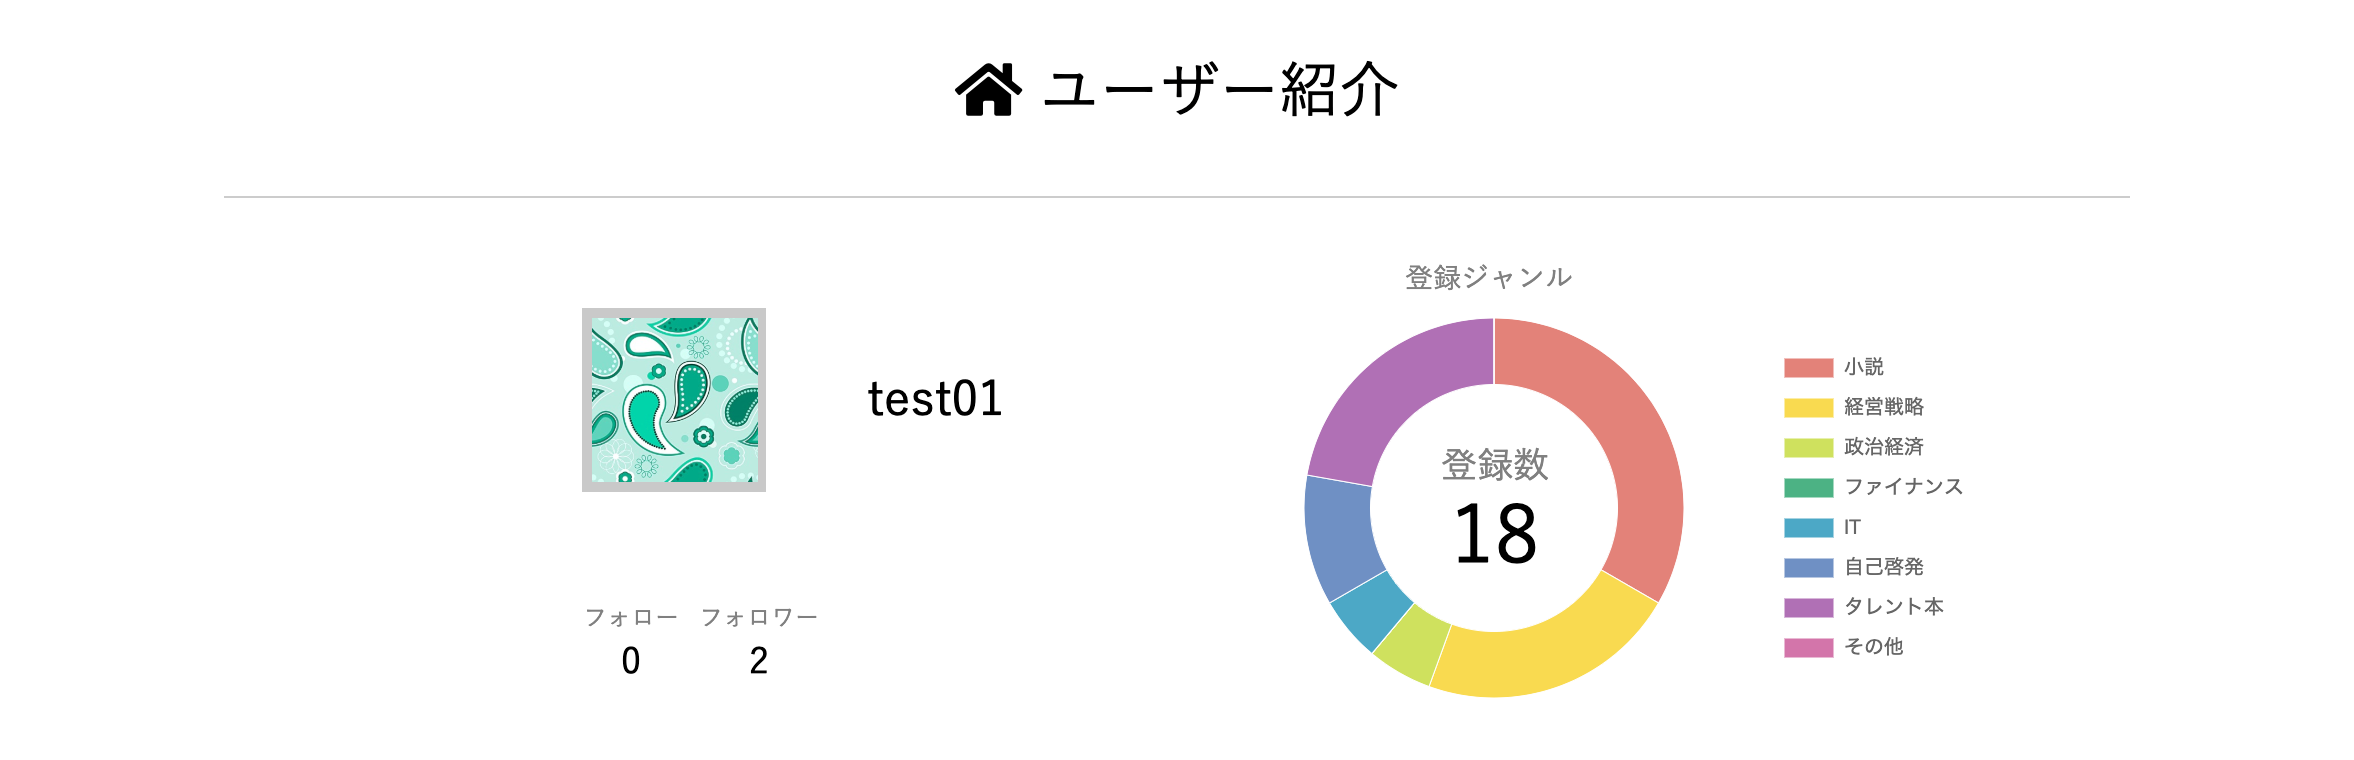 ユーザー紹介
test01
フォロー フォロワー
0 2
登録ジャンル
登録数
18
小説
経営戦略
政治経済
ファイナンス
IT
自己啓発
タレント本
その他